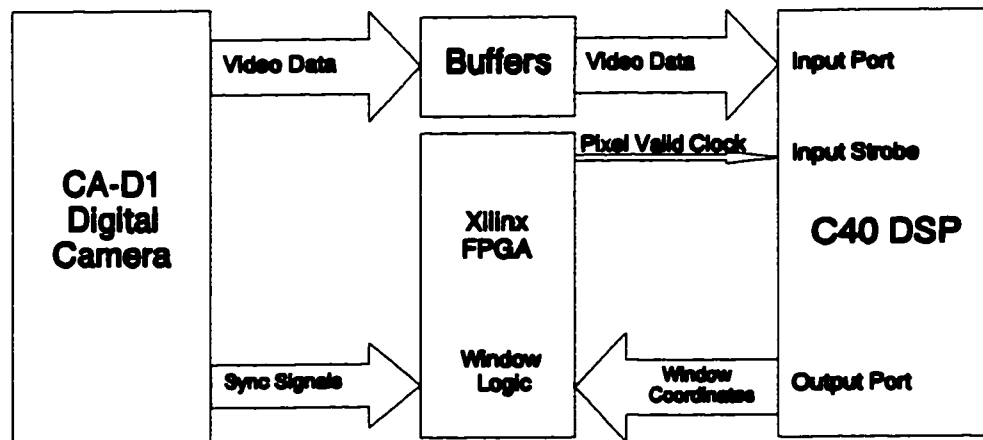 CA-D1
Digital
Camera
Video Data
Buffers
Video Data
Input Port
Pixel Valid Clock
Input Strobe
Xilinx
FPGA
C40 DSP
Sync Signals
Window
Logic
Window
Coordinates
Output Port